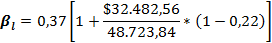 β_l = 0,37 [1 + $32.482,56 / 48.723,84 * (1 − 0,22)]